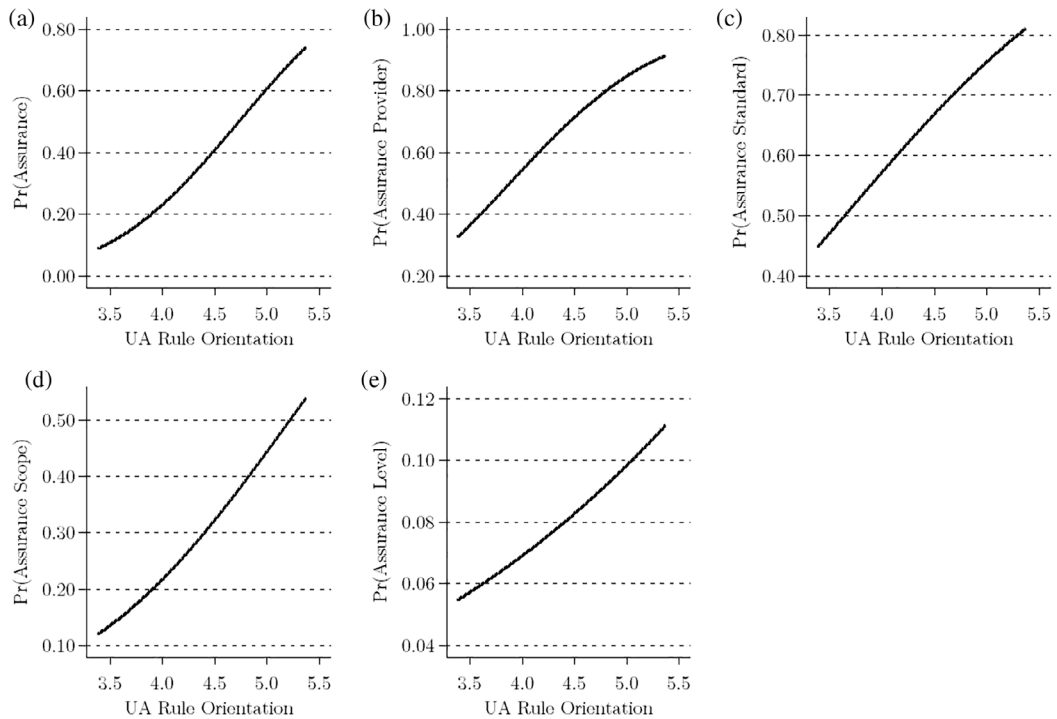 (a)
Pr(Assurance)
0.80
0.60
0.40
0.20
0.00
3.5 4.0 4.5 5.0 5.5
UA Rule Orientation
(b)
Pr(Assurance Provider)
1.00
0.80
0.60
0.40
0.20
3.5 4.0 4.5 5.0 5.5
UA Rule Orientation
(c)
Pr(Assurance Standard)
0.80
0.70
0.60
0.50
0.40
3.5 4.0 4.5 5.0 5.5
UA Rule Orientation
(d)
Pr(Assurance Scope)
0.50
0.40
0.30
0.20
0.10
3.5 4.0 4.5 5.0 5.5
UA Rule Orientation
(e)
Pr(Assurance Level)
0.12
0.10
0.08
0.06
0.04
3.5 4.0 4.5 5.0 5.5
UA Rule Orientation